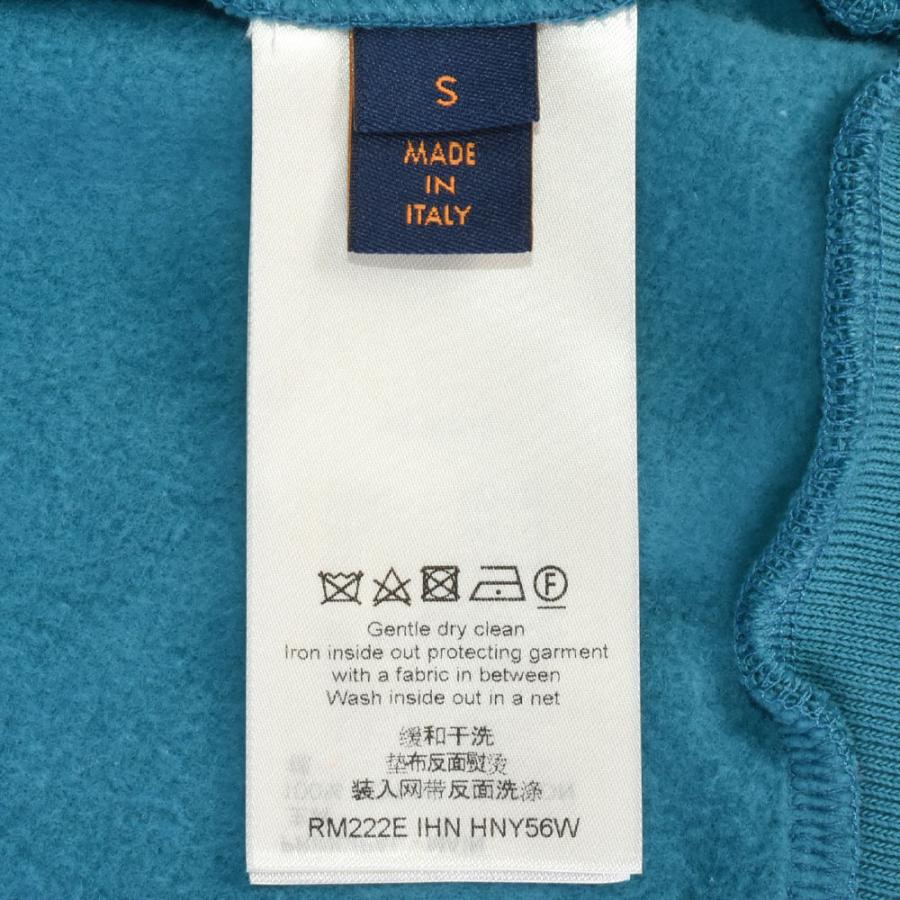 S
MADE
IN
ITALY
F
Gentle dry clean
Iron inside out protecting garment
with a fabric in between
Wash inside out in a net
缓和干洗
垫布反面熨烫
装入网带反面洗涤
RM222E IHN HNY56W